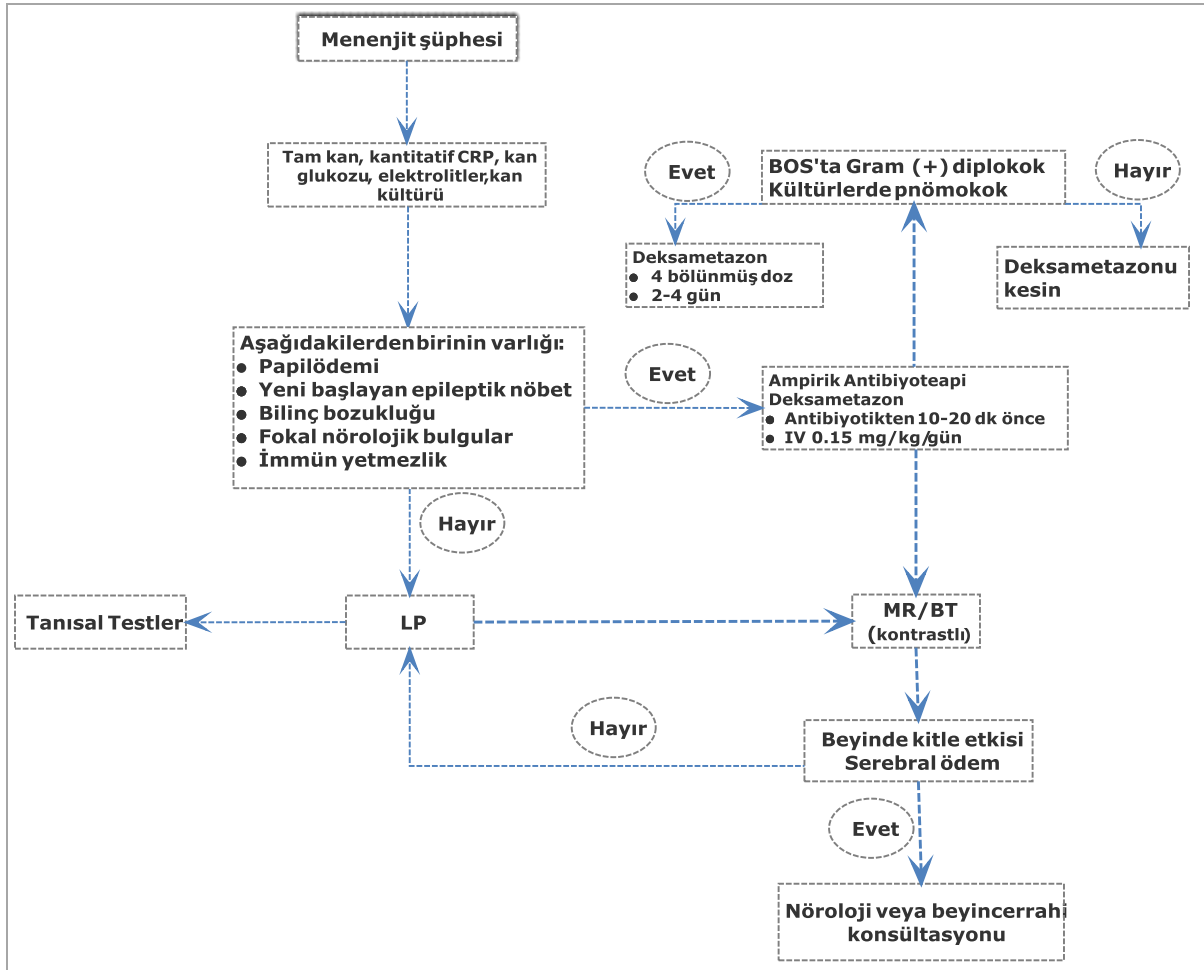 Menenjit şüphesi
Tam kan, kantitatif CRP, kan
glukozu, elektrolitler,kan
kültürü
Evet
BOS'ta Gram (+) diplokok
Kültürlerde pnömokok
Hayır
Deksametazon
● 4 bölünmüş doz
● 2-4 gün
Deksametazonu
kesin
Aşağıdakilerden birinin varlığı:
● Papilödemi
● Yeni başlayan epileptik nöbet
● Bilinç bozukluğu
● Fokal nörolojik bulgular
● İmmün yetmezlik
Evet
Ampirik Antibiyoteapi
Deksametazon
● Antibiyotikten 10-20 dk önce
● IV 0.15 mg/kg/gün
Hayır
Tanısal Testler
LP
MR/BT
(kontrastlı)
Hayır
Beyinde kitle etkisi
Serebral ödem
Evet
Nöroloji veya beyincerrahi
konsültasyonu